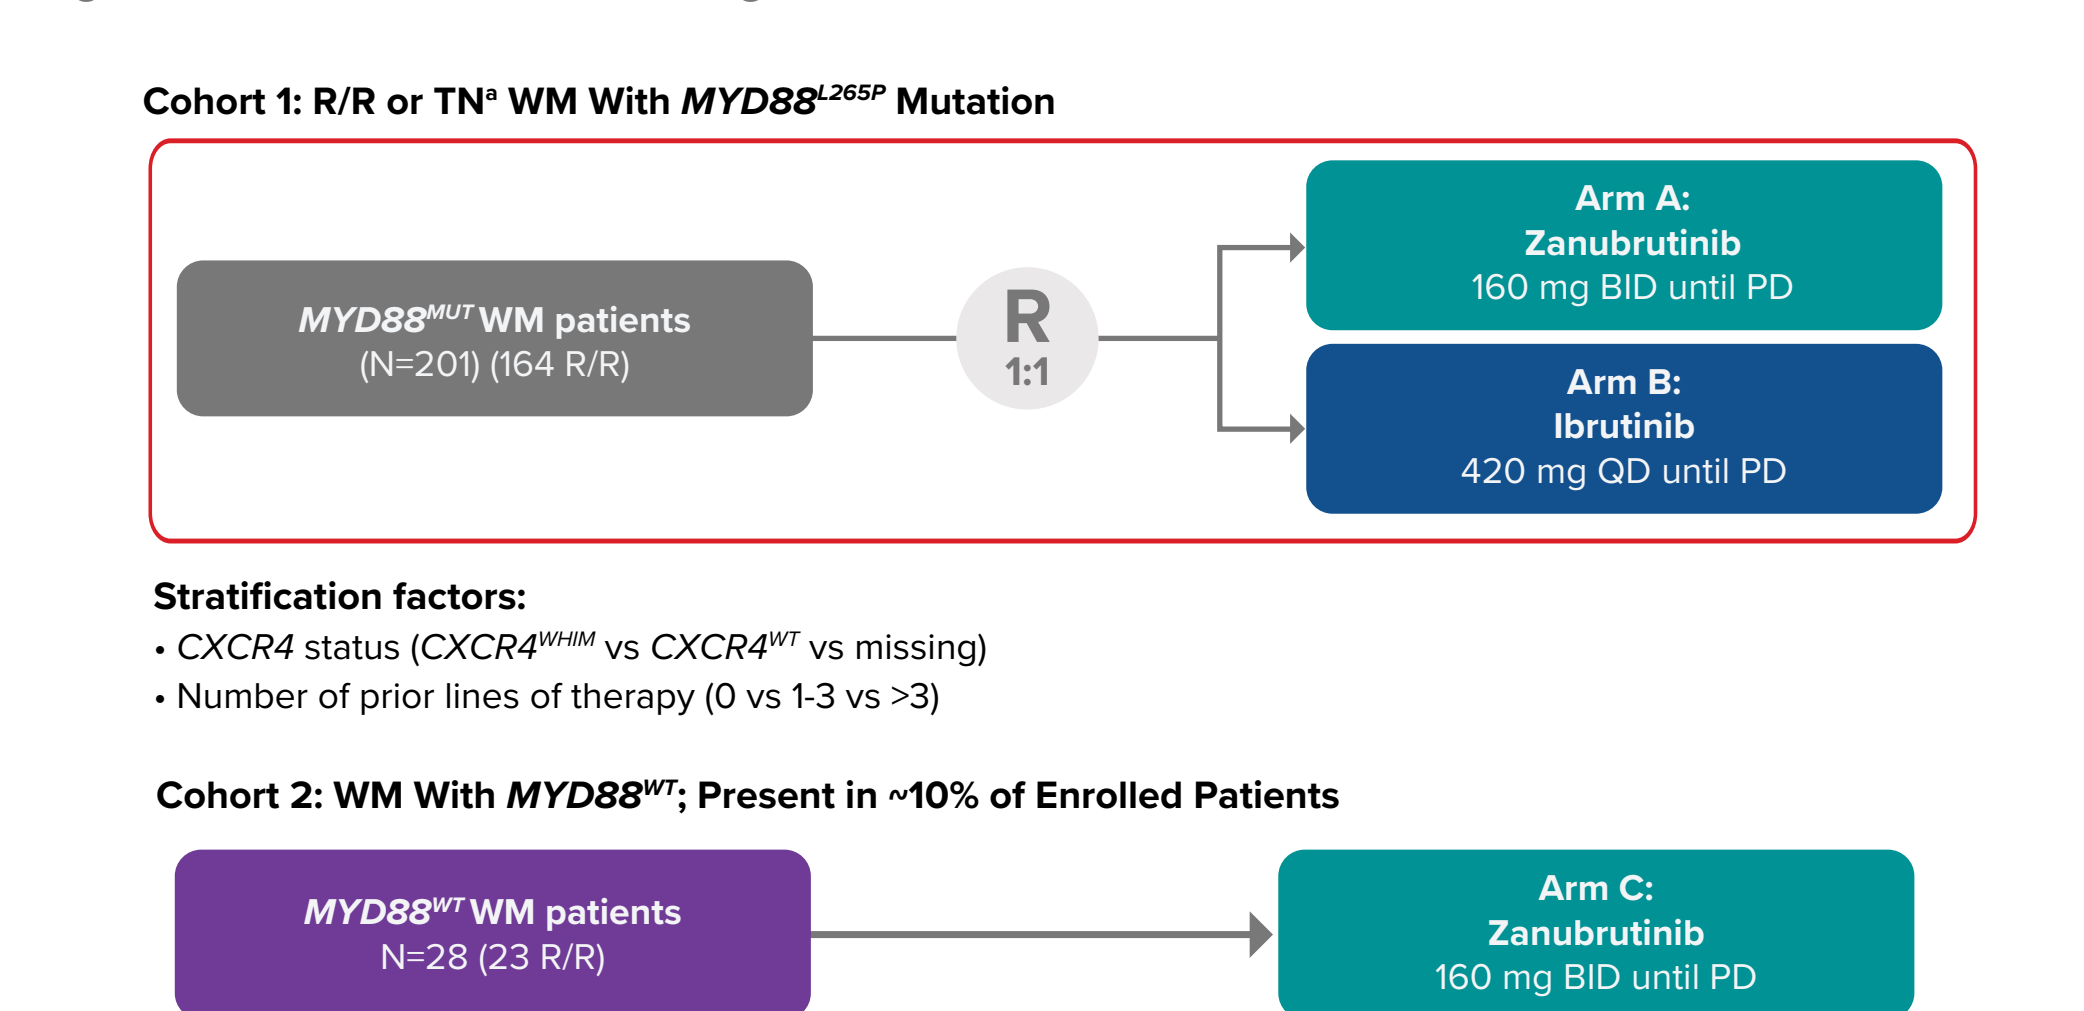 Cohort 1: R/R or TNᵃ WM With MYD88ᴸ²⁶⁵ᴾ Mutation
MYD88ᴹᵁᵀ WM patients
(N=201) (164 R/R)
R
1:1
Arm A:
Zanubrutinib
160 mg BID until PD
Arm B:
Ibrutinib
420 mg QD until PD
Stratification factors:
• CXCR4 status (CXCR4ᵂᴴᴵᴹ vs CXCR4ᵂᵀ vs missing)
• Number of prior lines of therapy (0 vs 1-3 vs >3)
Cohort 2: WM With MYD88ᵂᵀ; Present in ~10% of Enrolled Patients
MYD88ᵂᵀ WM patients
N=28 (23 R/R)
Arm C:
Zanubrutinib
160 mg BID until PD